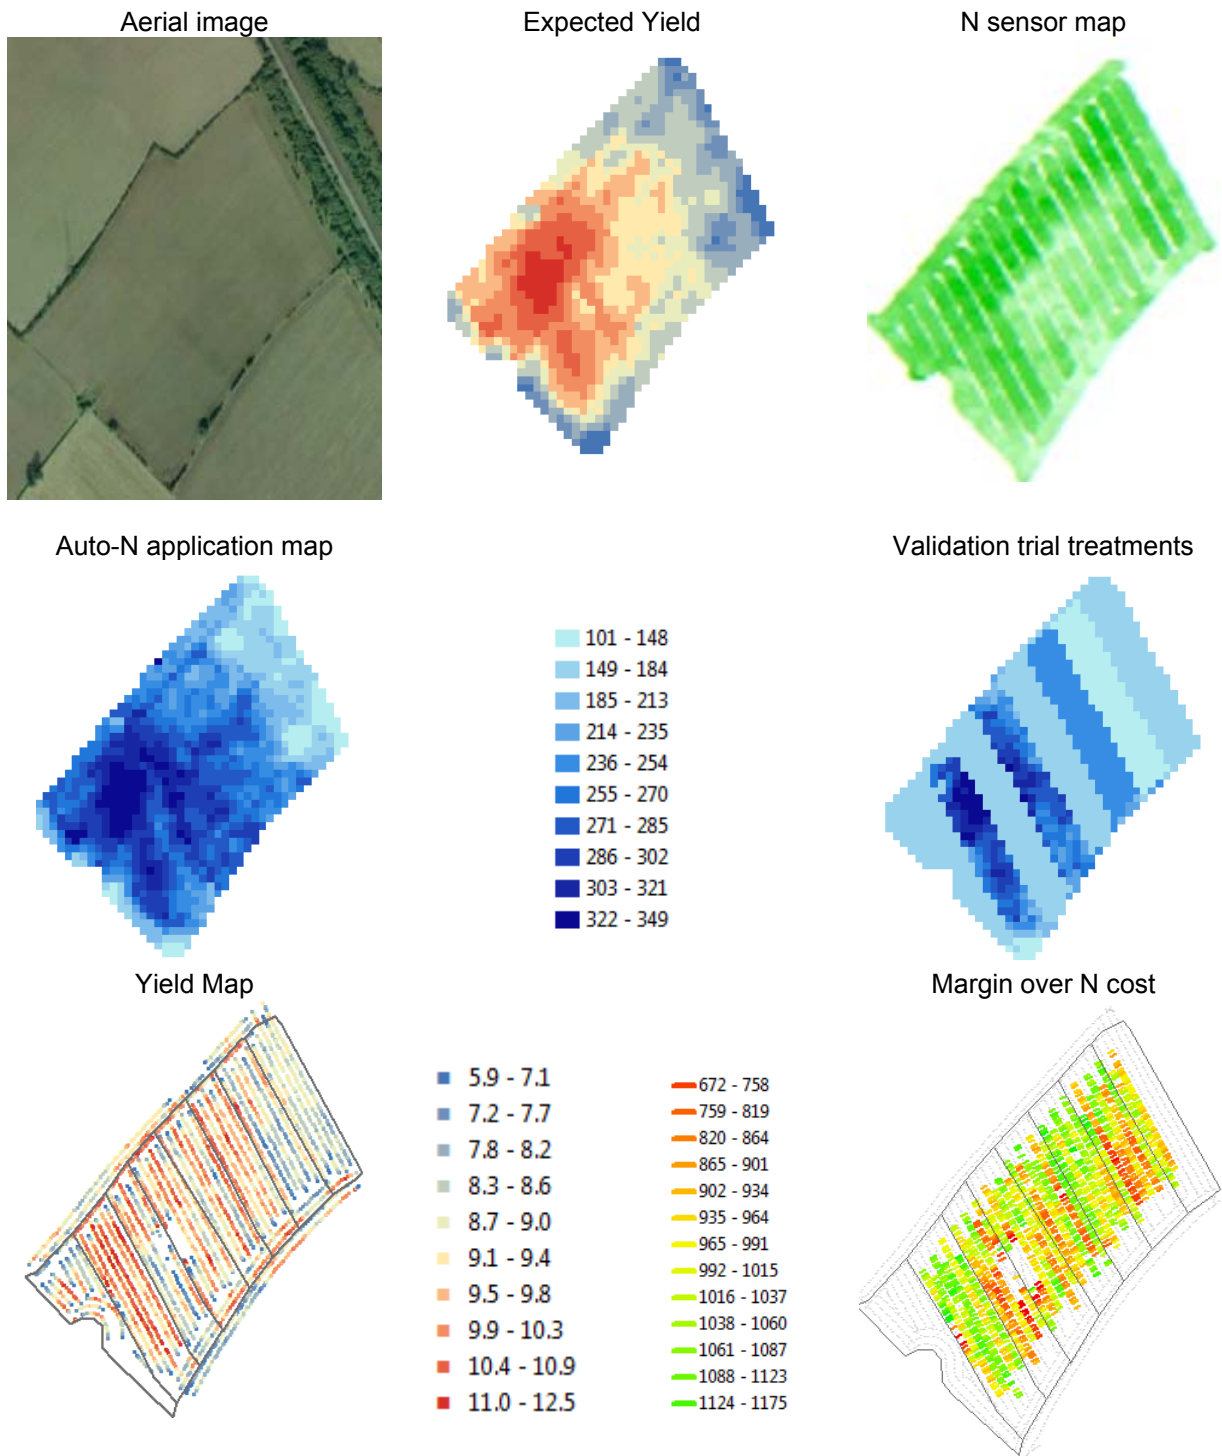 Aerial image
Expected Yield
N sensor map
Auto-N application map
Validation trial treatments
101 - 148
149 - 184
185 - 213
214 - 235
236 - 254
255 - 270
271 - 285
286 - 302
303 - 321
322 - 349
Yield Map
Margin over N cost
5.9 - 7.1
7.2 - 7.7
7.8 - 8.2
8.3 - 8.6
8.7 - 9.0
9.1 - 9.4
9.5 - 9.8
9.9 - 10.3
10.4 - 10.9
11.0 - 12.5
672 - 758
759 - 819
820 - 864
865 - 901
902 - 934
935 - 964
965 - 991
992 - 1015
1016 - 1037
1038 - 1060
1061 - 1087
1088 - 1123
1124 - 1175